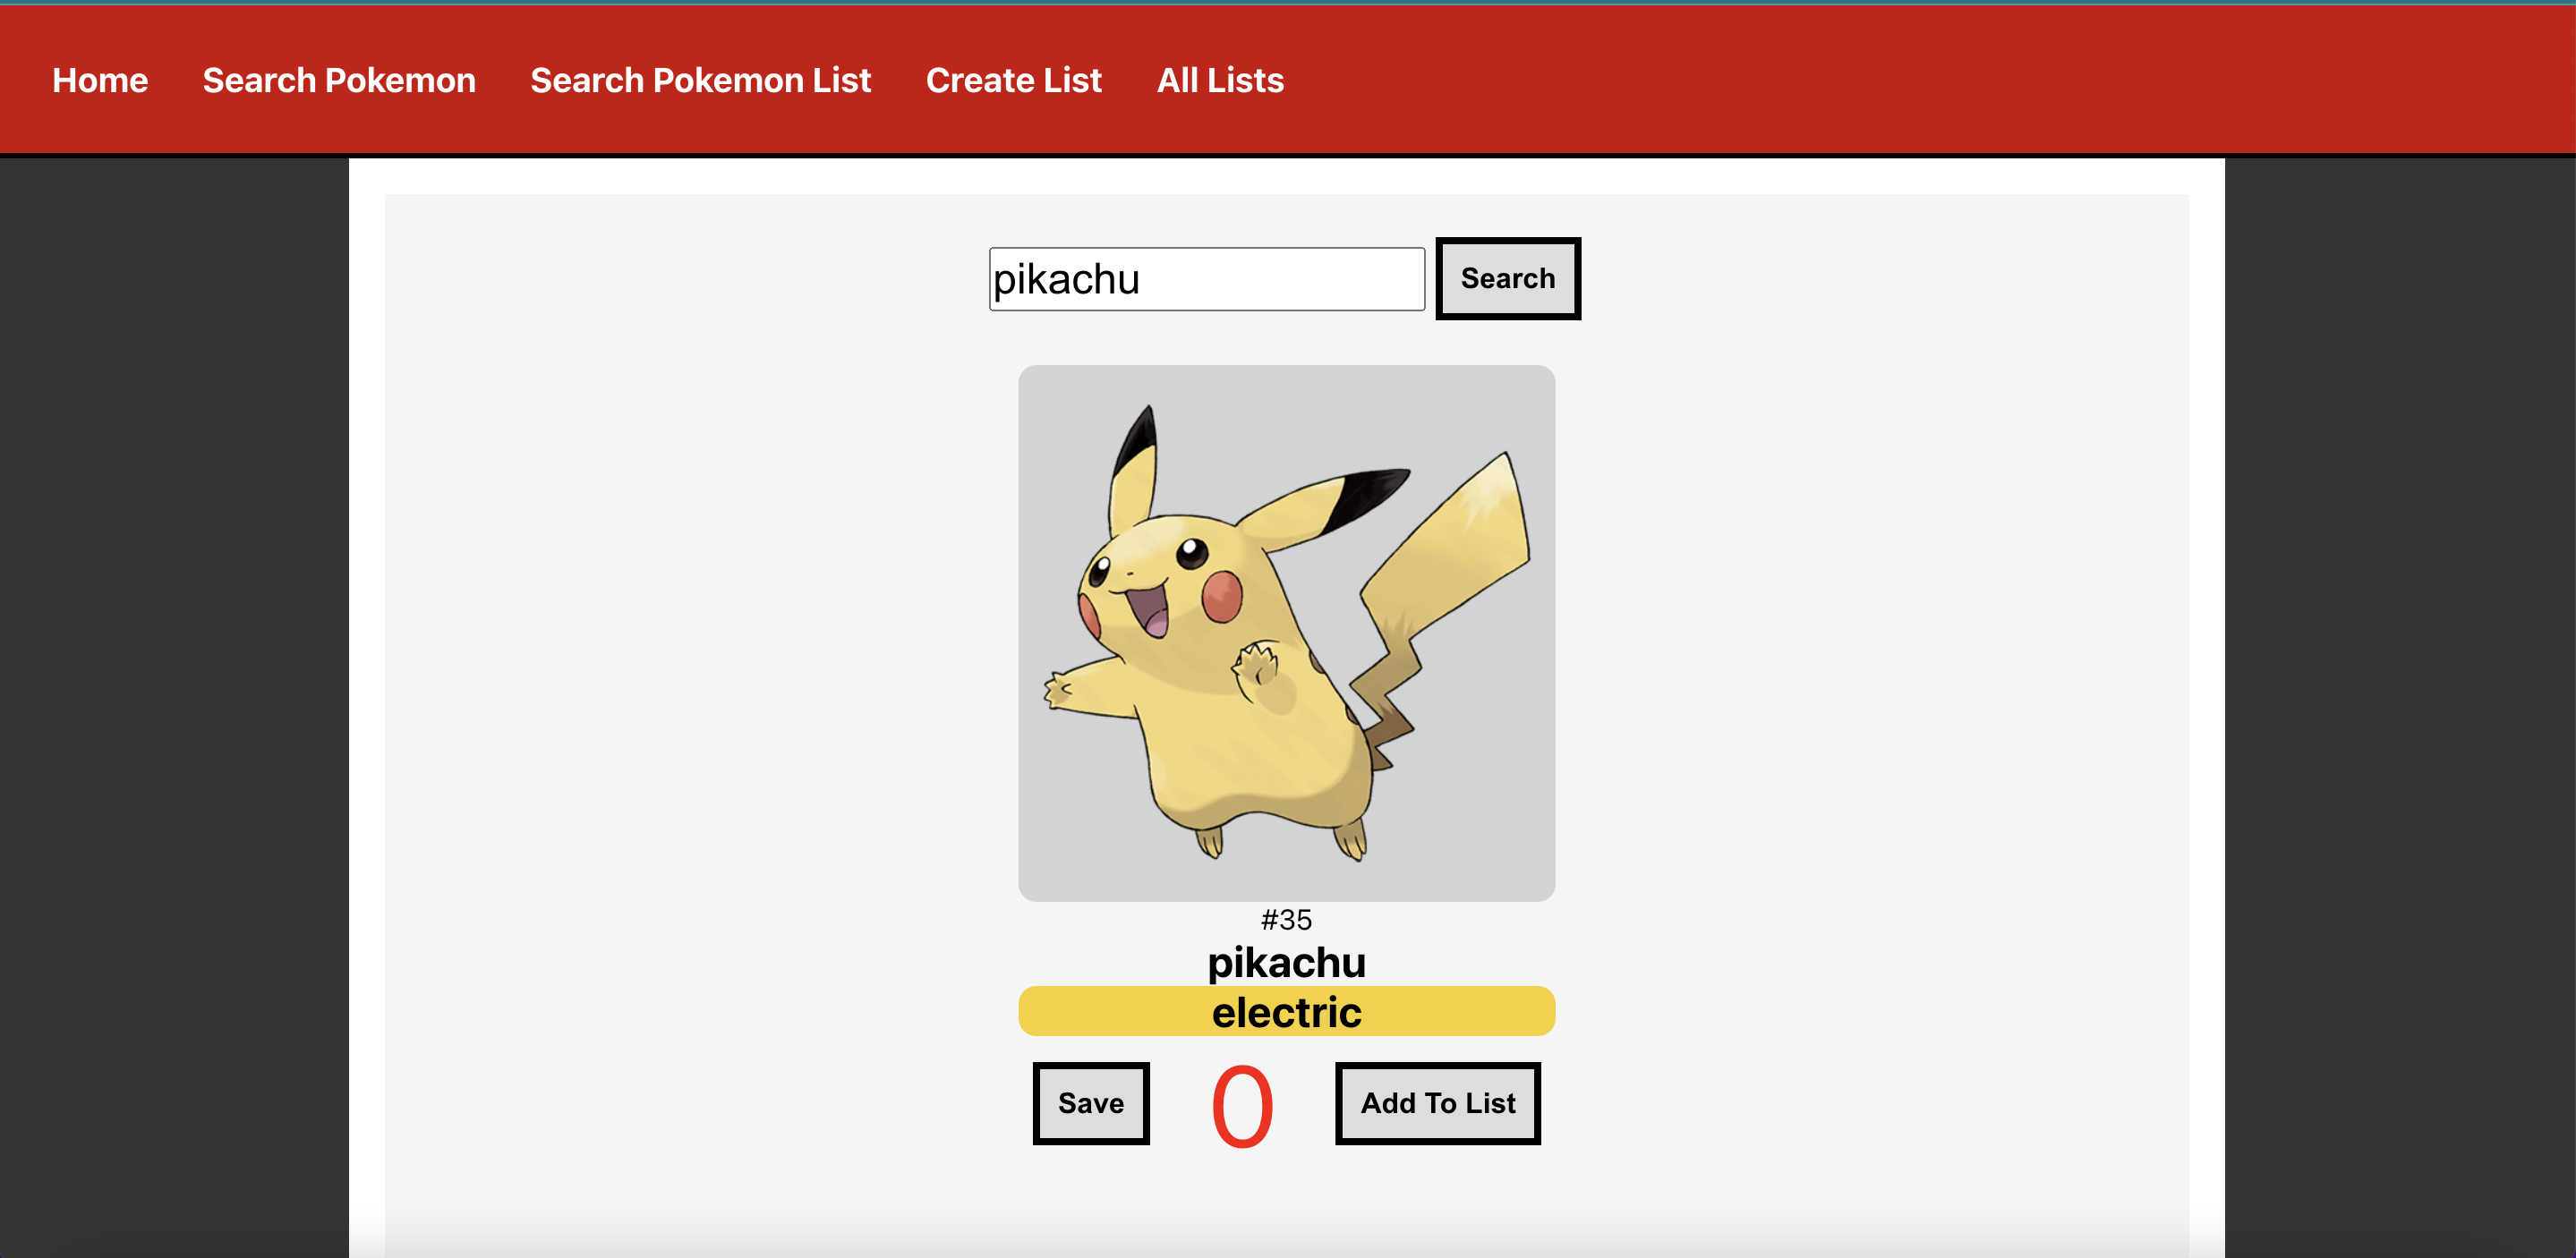 Home Search Pokemon Search Pokemon List Create List All Lists
pikachu Search
#35
pikachu
electric
Save 0 Add To List